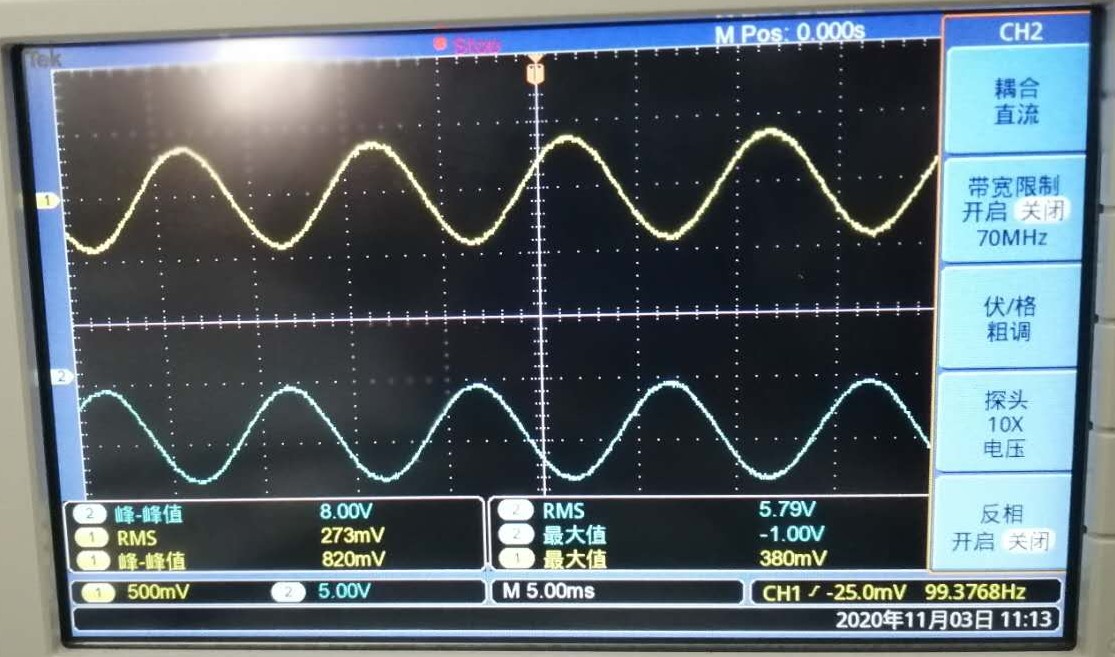 Tek
Stop
M Pos: 0.000s
CH2
耦合
直流
带宽限制
开启 关闭
70MHz
伏/格
粗调
探头
10X
电压
反相
开启 关闭
T
1
2
2 峰-峰值 8.00V
1 RMS 273mV
1 峰-峰值 820mV
2 RMS 5.79V
2 最大值 -1.00V
1 最大值 380mV
1 500mV 2 5.00V M 5.00ms CH1 -25.0mV 99.3768Hz
2020年11月03日 11:13